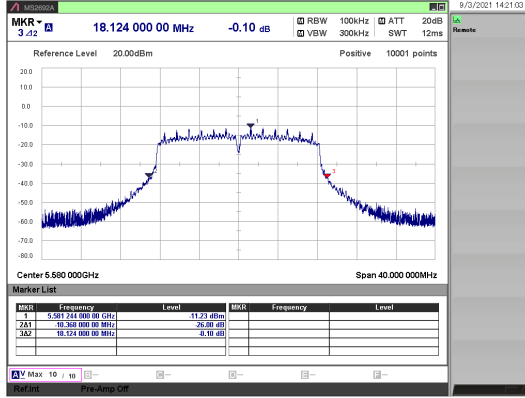 MS2692A
9/3/2021 14:21:03
MKR
3 Δ2
A
18.124 000 00 MHz
-0.10 dB
RBW 100kHz
VBW 300kHz
ATT 20dB
SWT 12ms
Remote
Reference Level 20.00dBm
Positive 10001 points
20.0
10.0
0.0
-10.0
-20.0
-30.0
-40.0
-50.0
-60.0
-70.0
-80.0
1
3
Center 5.580 000GHz
Span 40.000 000MHz
Marker List
MKR Frequency Level MKR Frequency Level
1 5.581 244 000 00 GHz -11.23 dBm
2Δ1 -10.368 000 00 MHz -26.00 dB
3Δ2 18.124 000 00 MHz -0.10 dB
Max 10 / 10
Ref.Int Pre-Amp Off